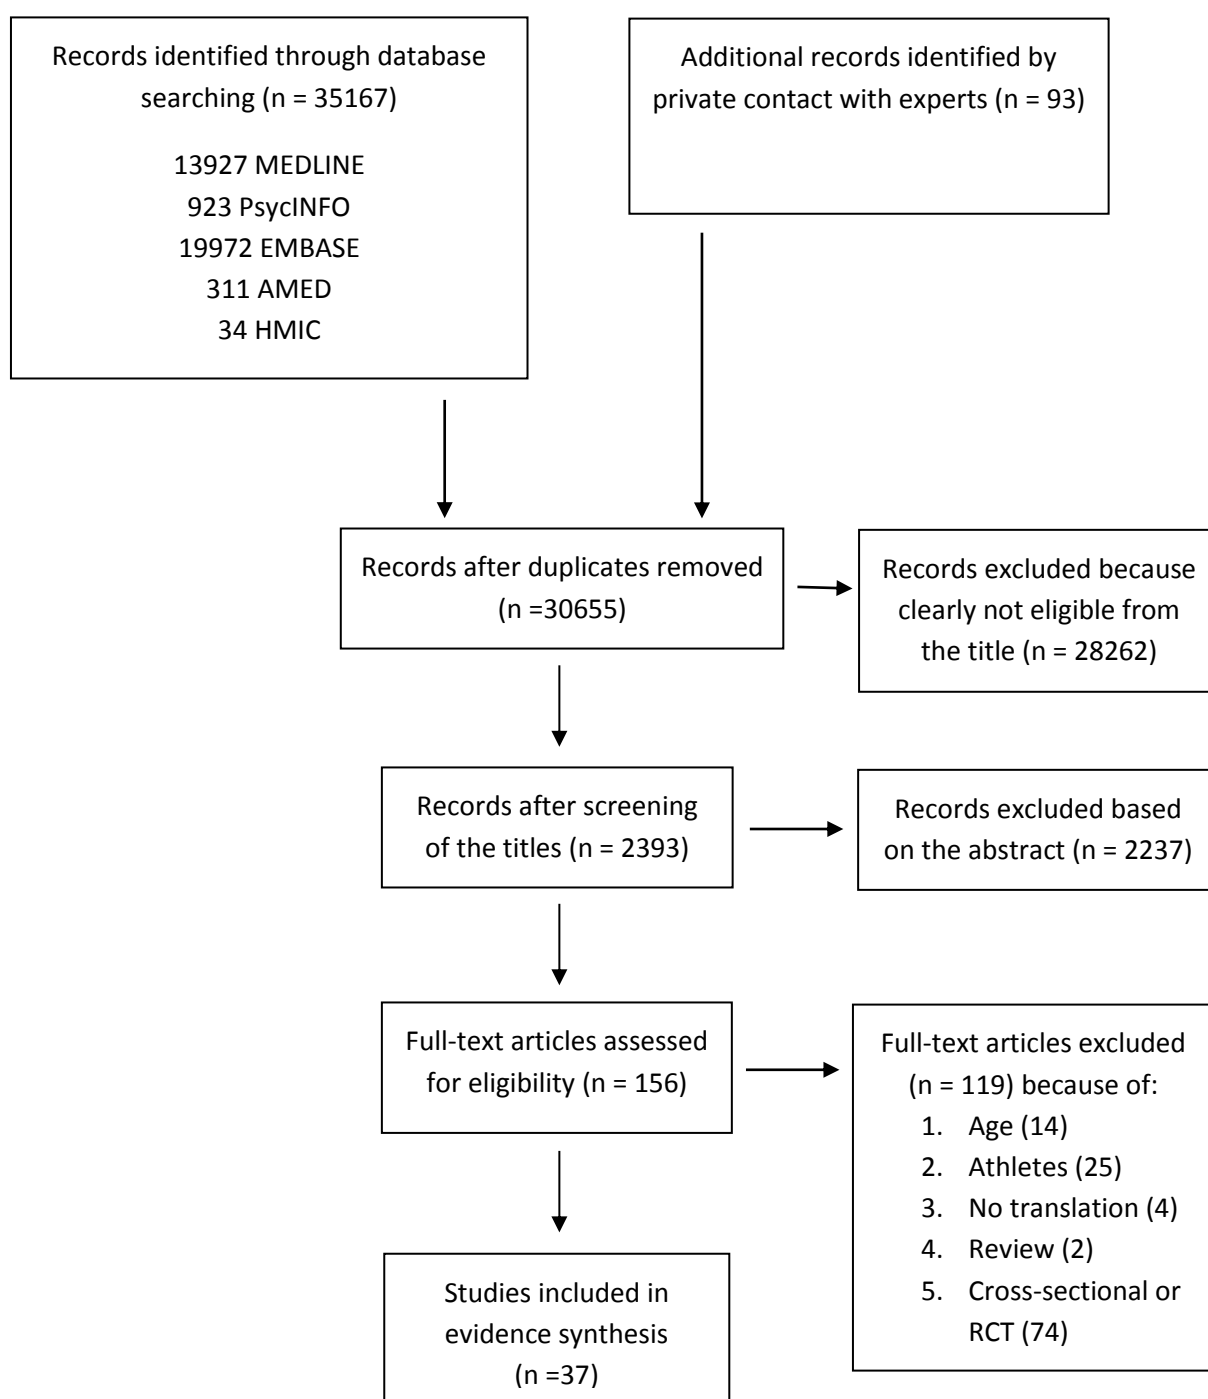 Records identified through database
searching (n = 35167)
13927 MEDLINE
923 PsycINFO
19972 EMBASE
311 AMED
34 HMIC
Additional records identified by
private contact with experts (n = 93)
Records after duplicates removed
(n =30655)
Records excluded because
clearly not eligible from
the title (n = 28262)
Records after screening
of the titles (n = 2393)
Records excluded based
on the abstract (n = 2237)
Full-text articles assessed
for eligibility (n = 156)
Full-text articles excluded
(n = 119) because of:
1. Age (14)
2. Athletes (25)
3. No translation (4)
4. Review (2)
5. Cross-sectional or
RCT (74)
Studies included in
evidence synthesis
(n =37)